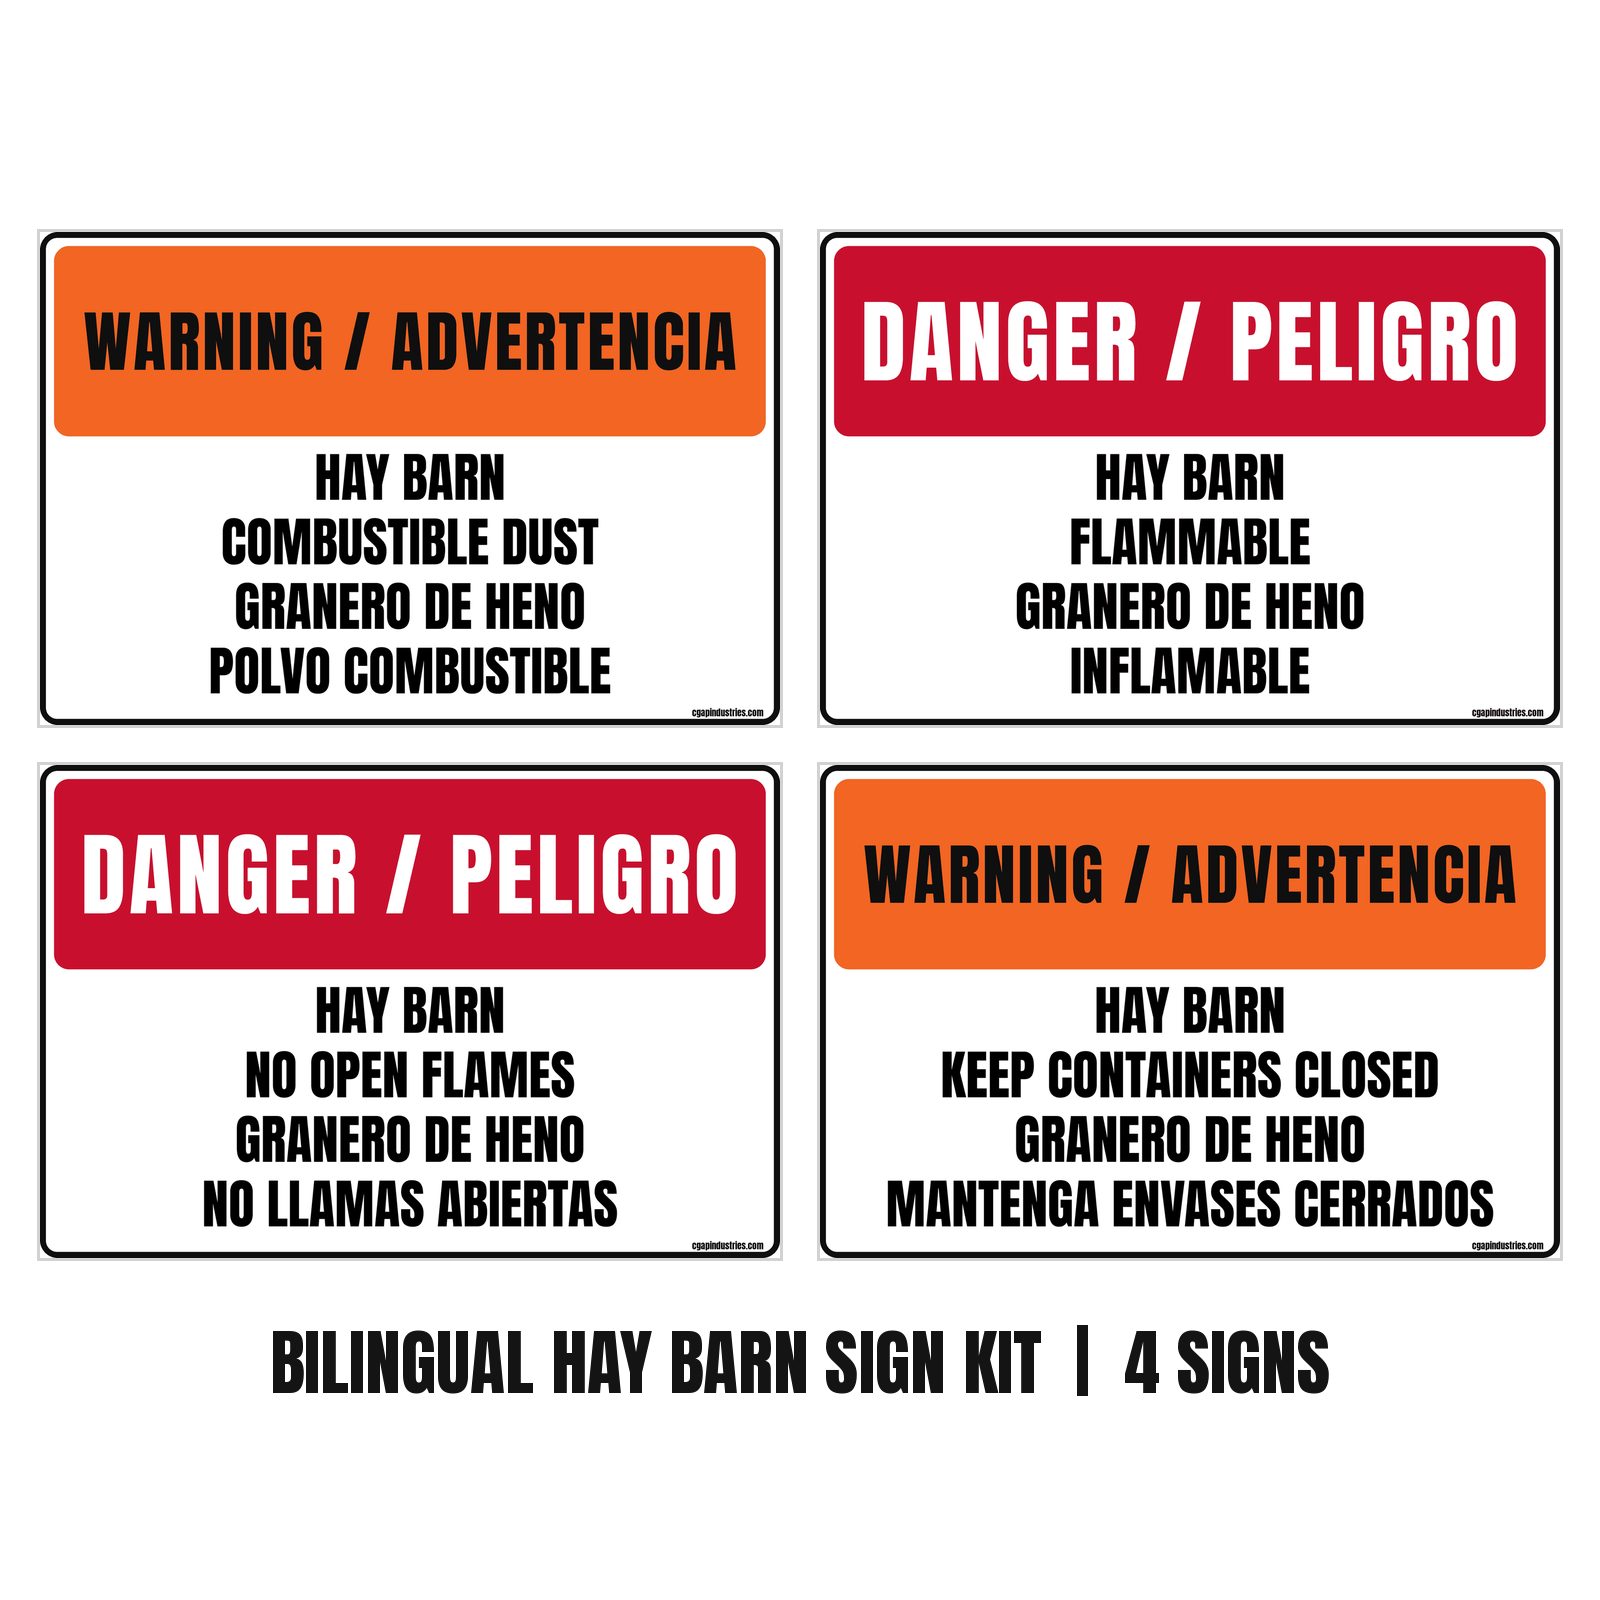 WARNING / ADVERTENCIA
HAY BARN
COMBUSTIBLE DUST
GRANERO DE HENO
POLVO COMBUSTIBLE
cgapindustries.com
DANGER / PELIGRO
HAY BARN
FLAMMABLE
GRANERO DE HENO
INFLAMABLE
cgapindustries.com
DANGER / PELIGRO
HAY BARN
NO OPEN FLAMES
GRANERO DE HENO
NO LLAMAS ABIERTAS
cgapindustries.com
WARNING / ADVERTENCIA
HAY BARN
KEEP CONTAINERS CLOSED
GRANERO DE HENO
MANTENGA ENVASES CERRADOS
cgapindustries.com
BILINGUAL HAY BARN SIGN KIT | 4 SIGNS